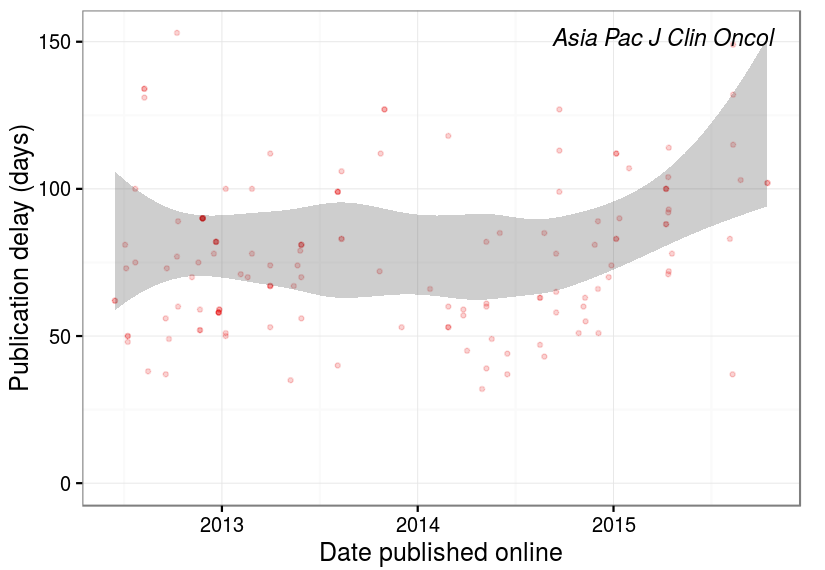 Asia Pac J Clin Oncol
Publication delay (days)
150
100
50
0
2013 2014 2015
Date published online